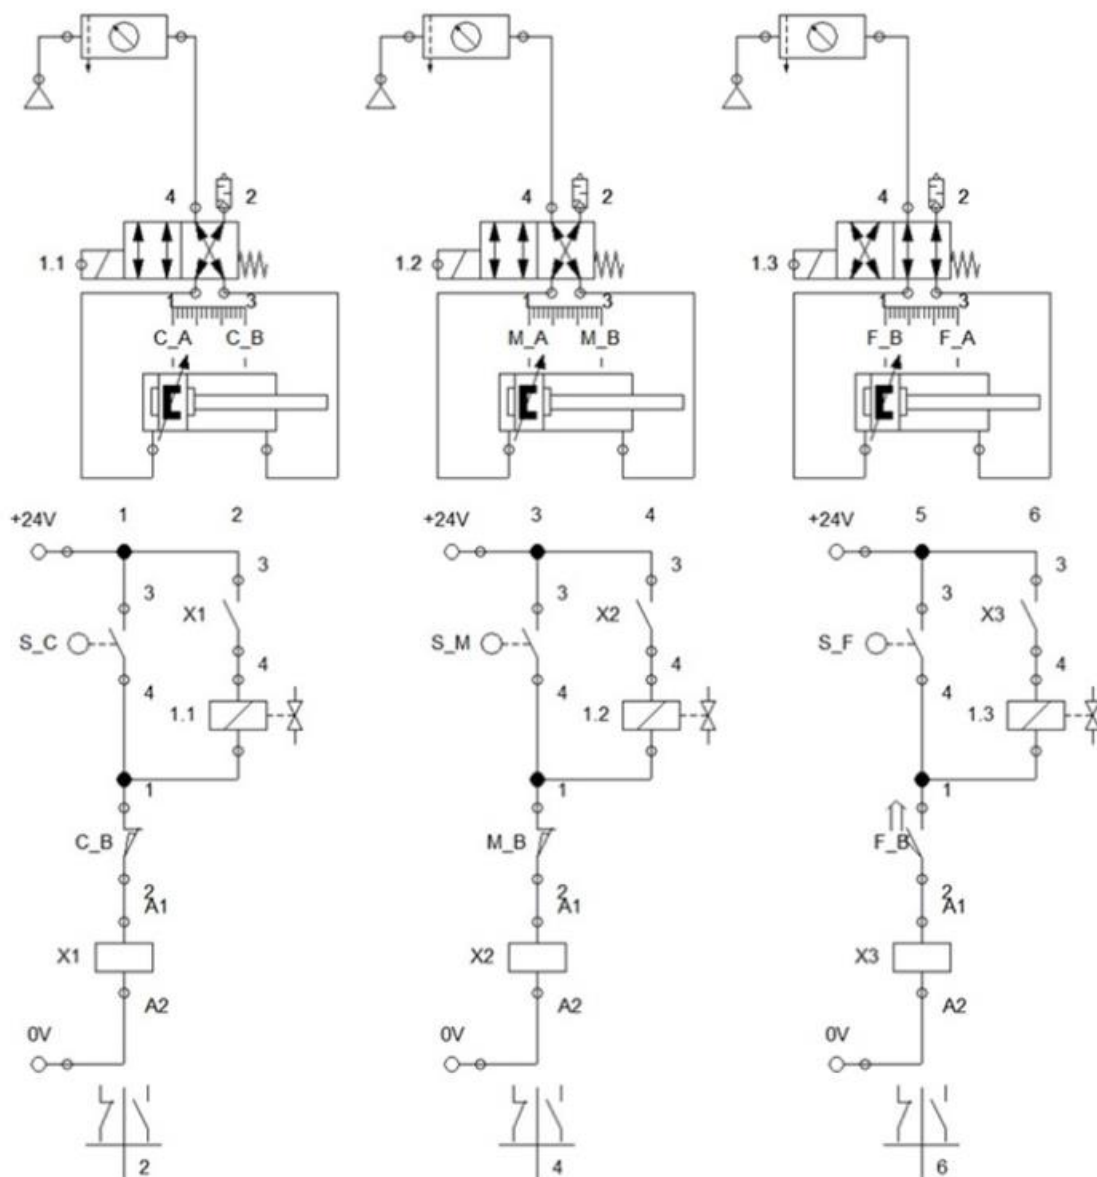 4 2 4 2 4 2
1.1 1.2 1.3
1 3 1 3 1 3
C_A C_B M_A M_B F_B F_A
+24V 1 2 +24V 3 4 +24V 5 6
3 3 3
3 X1 3 X2 3 X3
S_C S_M S_F
4 4 4
4 4 4
1.1 1.2 1.3
1 1 1
C_B M_B F_B
2 2 2
A1 A1 A1
X1 X2 X3
A2 A2 A2
0V 0V 0V
2 4 6